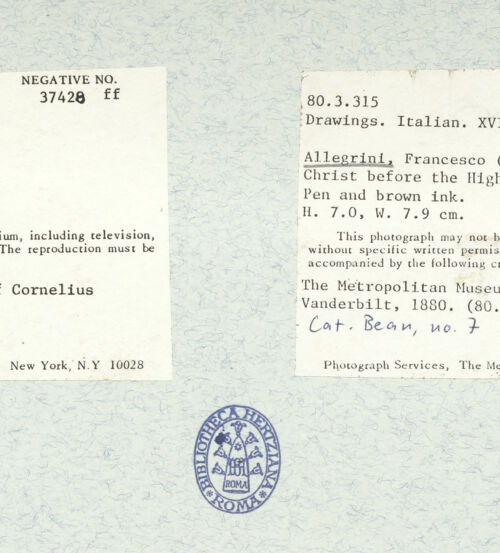 NEGATIVE NO.
37428 ff
ium, including television,
The reproduction must be
Cornelius
New York, N.Y 10028
80.3.315
Drawings. Italian. XVI
Allegrini, Francesco (
Christ before the High
Pen and brown ink.
H. 7.0, W. 7.9 cm.
This photograph may not b
without specific written permis
accompanied by the following cr
The Metropolitan Museu
Vanderbilt, 1880. (80.
Cat. Bean, no. 7
Photograph Services, The Me
BIBLIOTHECA HERTZIANA
ROMA
ROMA